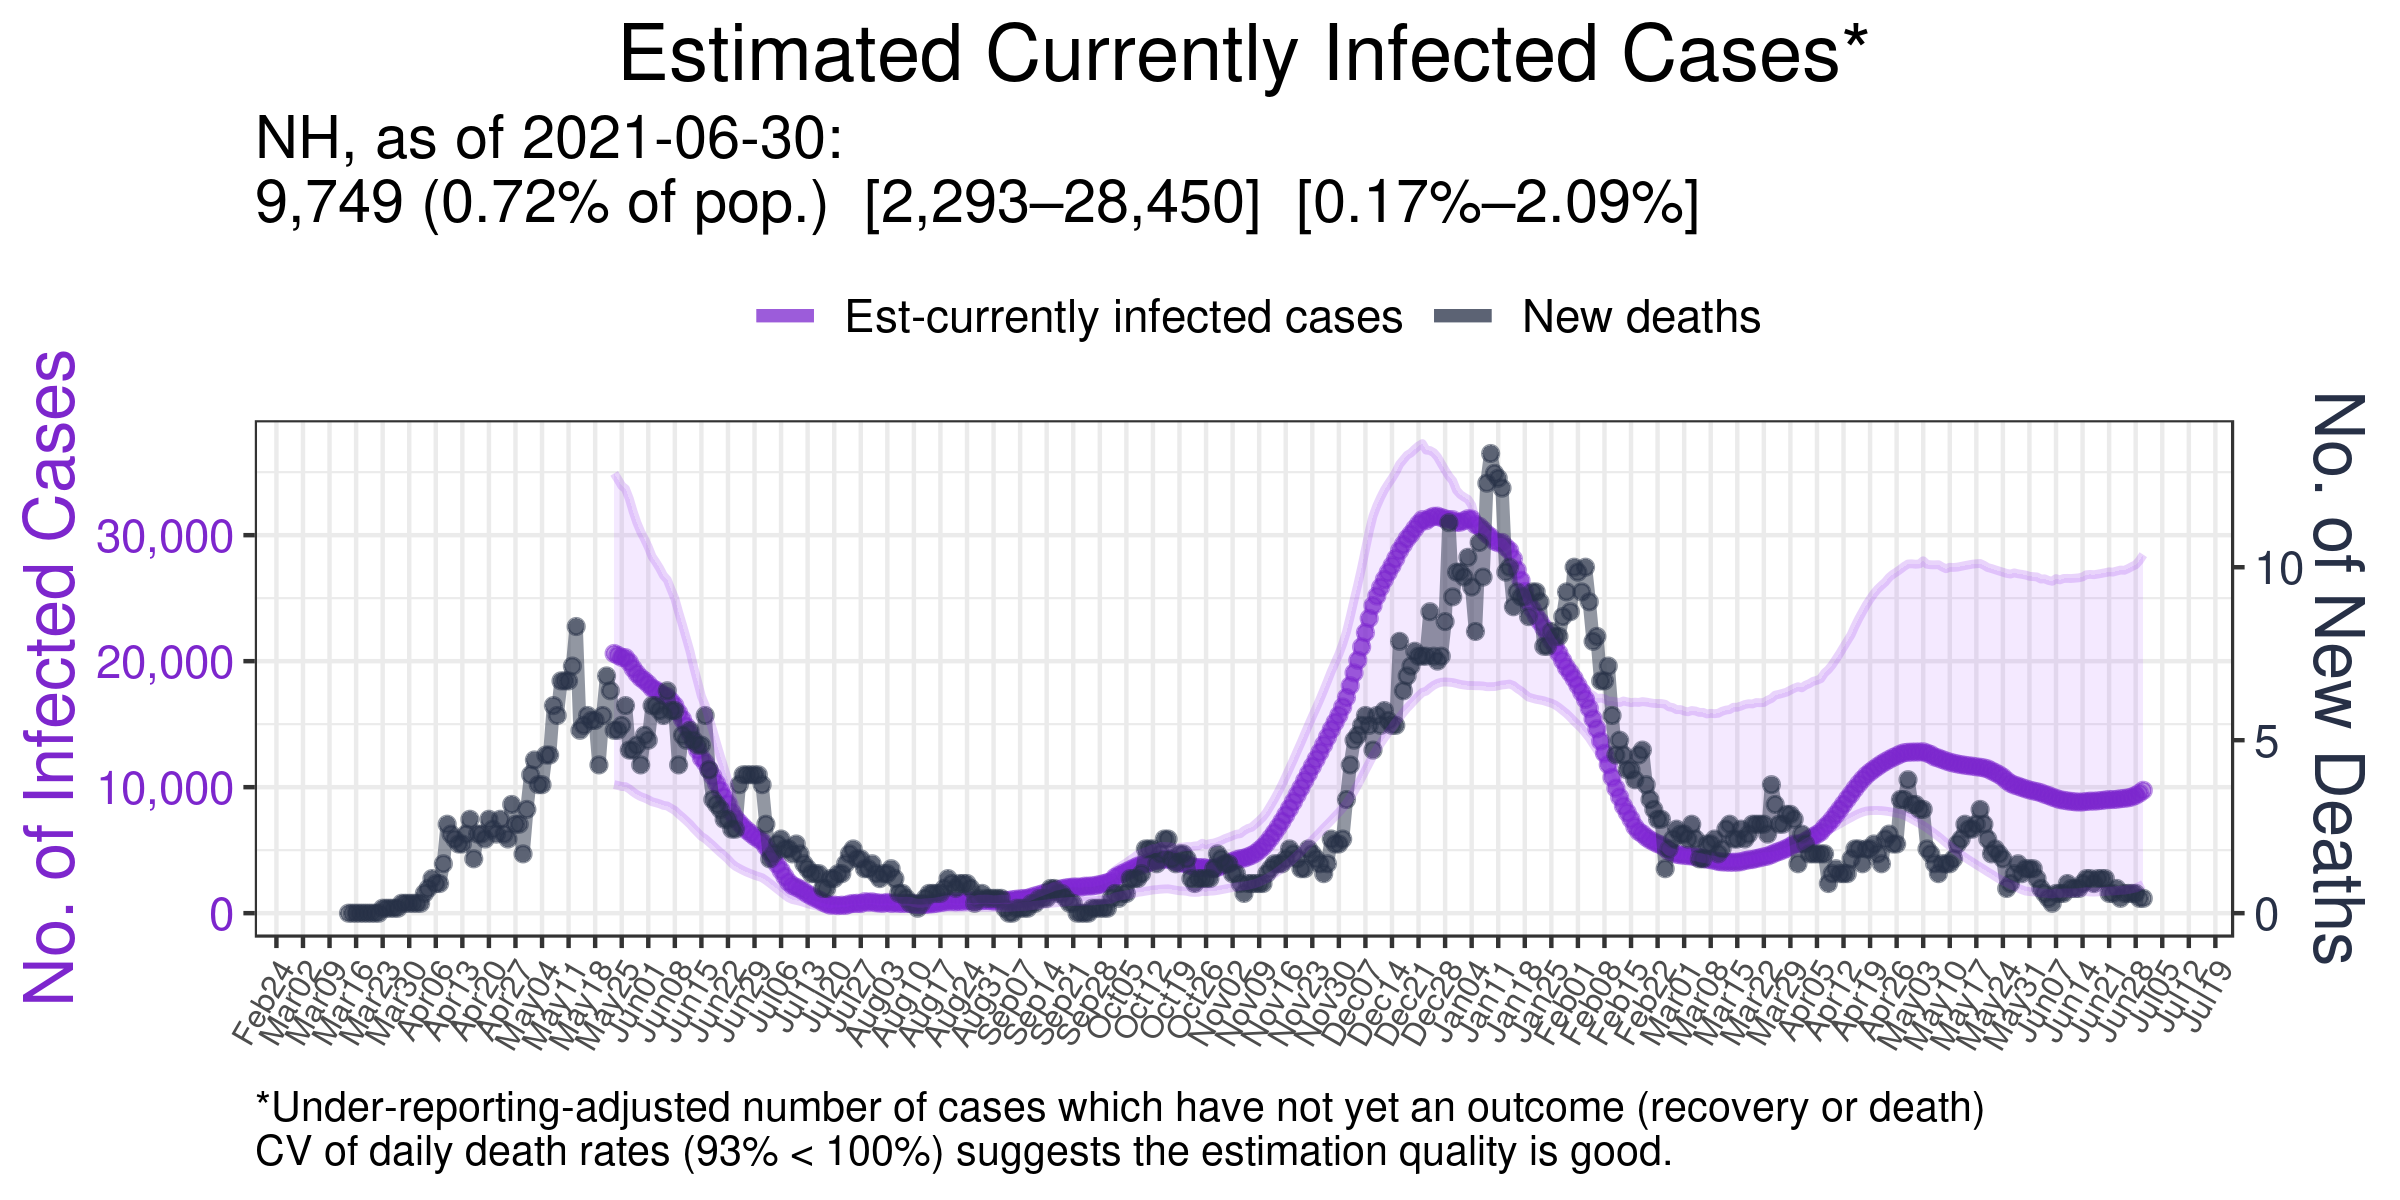 Estimated Currently Infected Cases*
NH, as of 2021-06-30:
9,749 (0.72% of pop.)  [2,293–28,450]  [0.17%–2.09%]
Est-currently infected cases
New deaths
No. of Infected Cases
30,000
20,000
10,000
0
No. of New Deaths
10
5
0
Feb24
Mar02
Mar09
Mar16
Mar23
Mar30
Apr06
Apr13
Apr20
Apr27
May04
May11
May18
May25
Jun01
Jun08
Jun15
Jun22
Jun29
Jul06
Jul13
Jul20
Jul27
Aug03
Aug10
Aug17
Aug24
Aug31
Sep07
Sep14
Sep21
Sep28
Oct05
Oct12
Oct19
Oct26
Nov02
Nov09
Nov16
Nov23
Nov30
Dec07
Dec14
Dec21
Dec28
Jan04
Jan11
Jan18
Jan25
Feb01
Feb08
Feb15
Feb22
Mar01
Mar08
Mar15
Mar22
Mar29
Apr05
Apr12
Apr19
Apr26
May03
May10
May17
May24
May31
Jun07
Jun14
Jun21
Jun28
Jul05
Jul12
Jul19
*Under-reporting-adjusted number of cases which have not yet an outcome (recovery or death)
CV of daily death rates (93% < 100%) suggests the estimation quality is good.